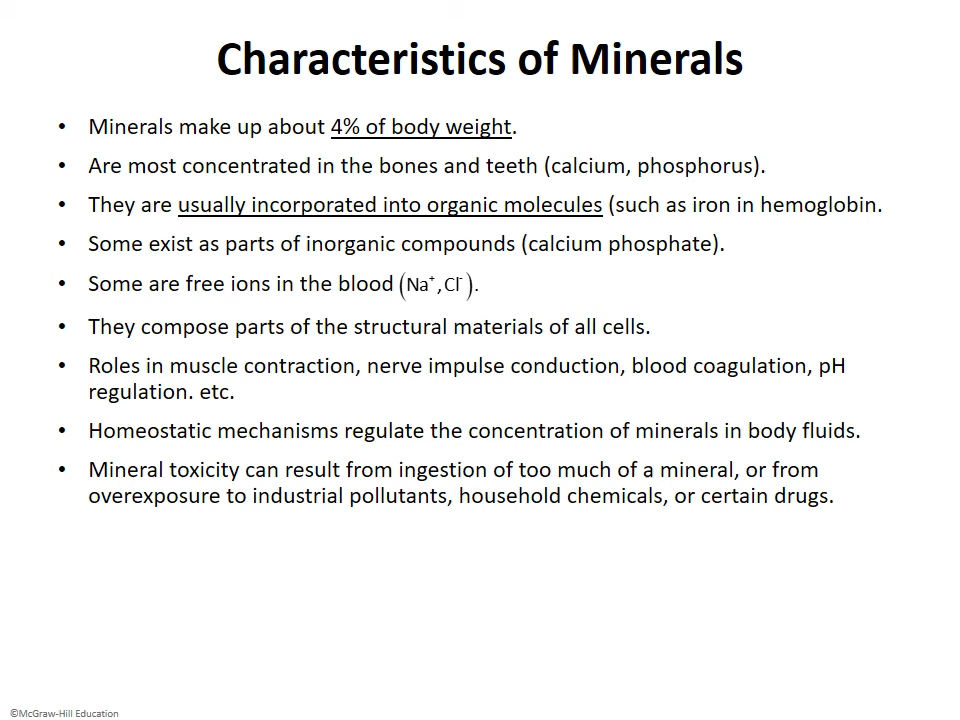 Characteristics of Minerals
• Minerals make up about 4% of body weight.
• Are most concentrated in the bones and teeth (calcium, phosphorus).
• They are usually incorporated into organic molecules (such as iron in hemoglobin.
• Some exist as parts of inorganic compounds (calcium phosphate).
• Some are free ions in the blood (Na⁺,Cl⁻).
• They compose parts of the structural materials of all cells.
• Roles in muscle contraction, nerve impulse conduction, blood coagulation, pH
regulation. etc.
• Homeostatic mechanisms regulate the concentration of minerals in body fluids.
• Mineral toxicity can result from ingestion of too much of a mineral, or from
overexposure to industrial pollutants, household chemicals, or certain drugs.
©McGraw-Hill Education